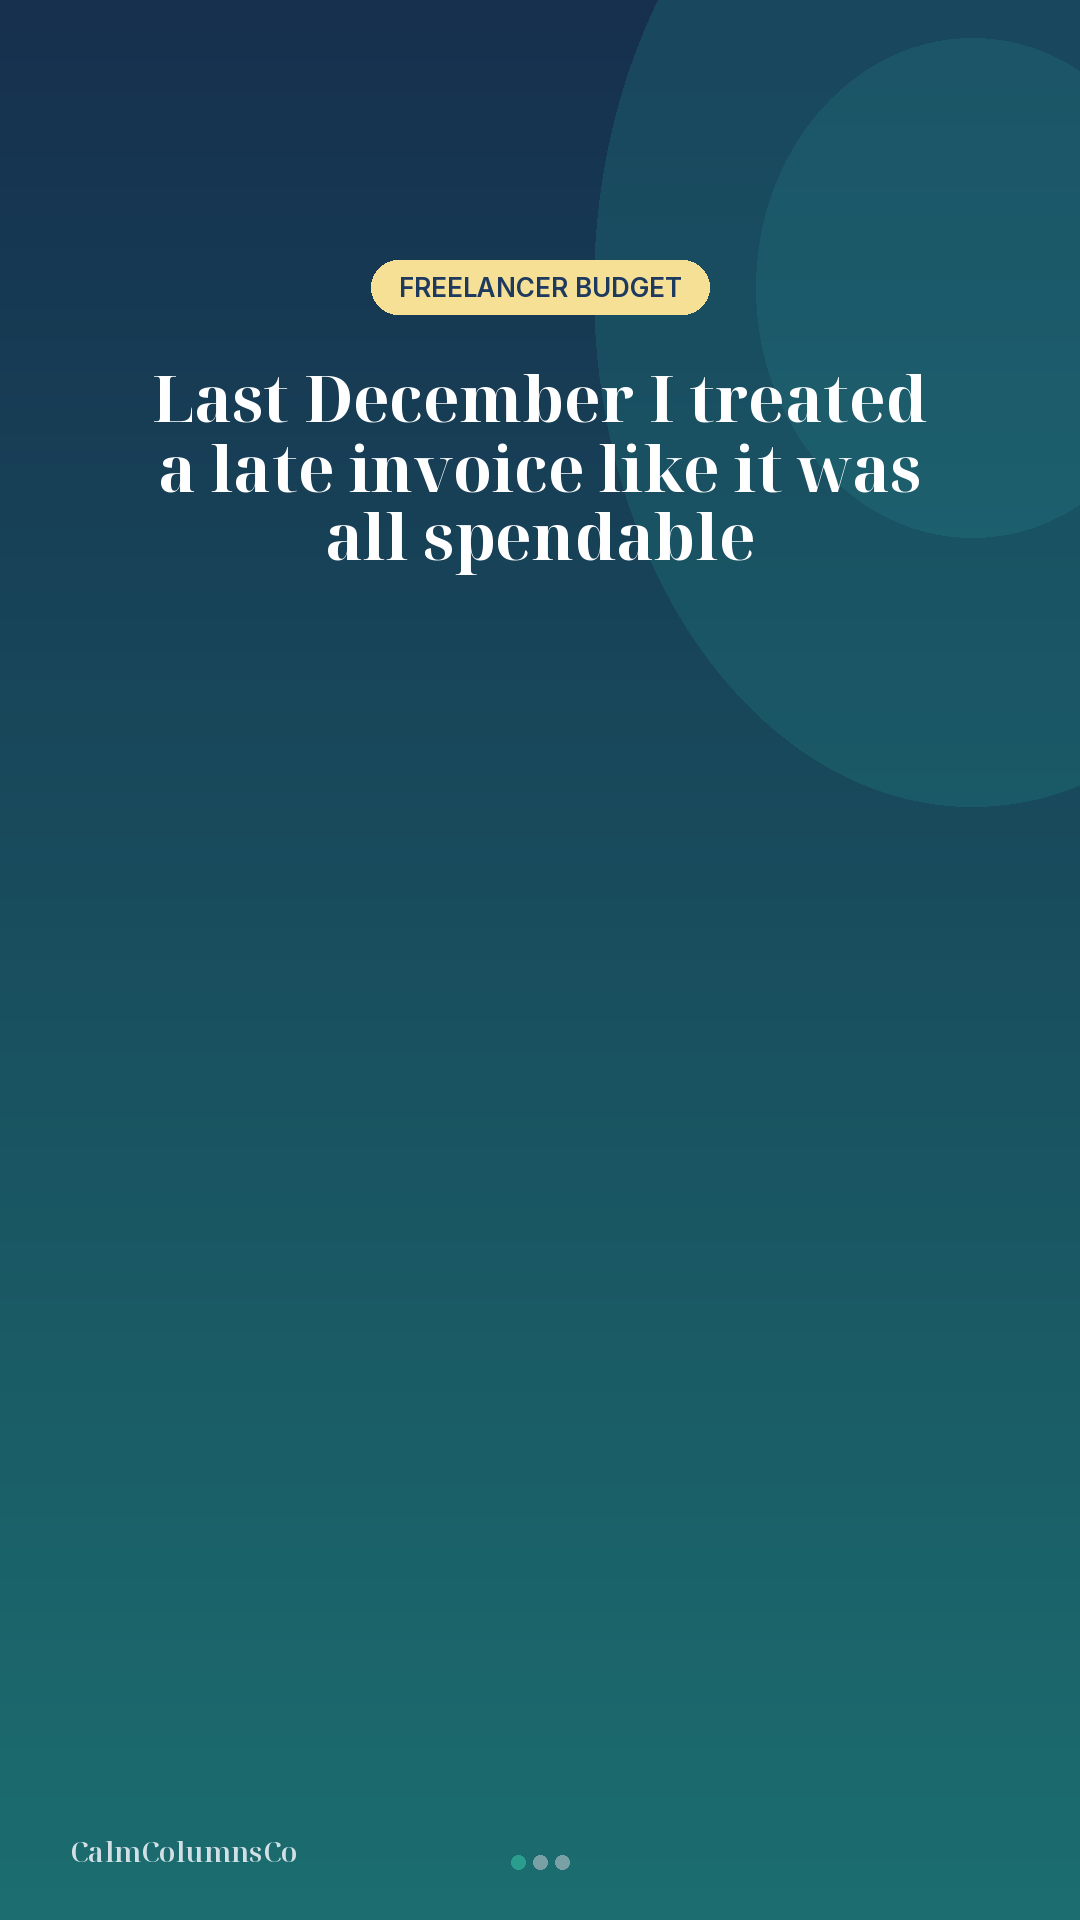 FREELANCER BUDGET
Last December I treated
a late invoice like it was
all spendable
CalmColumnsCo